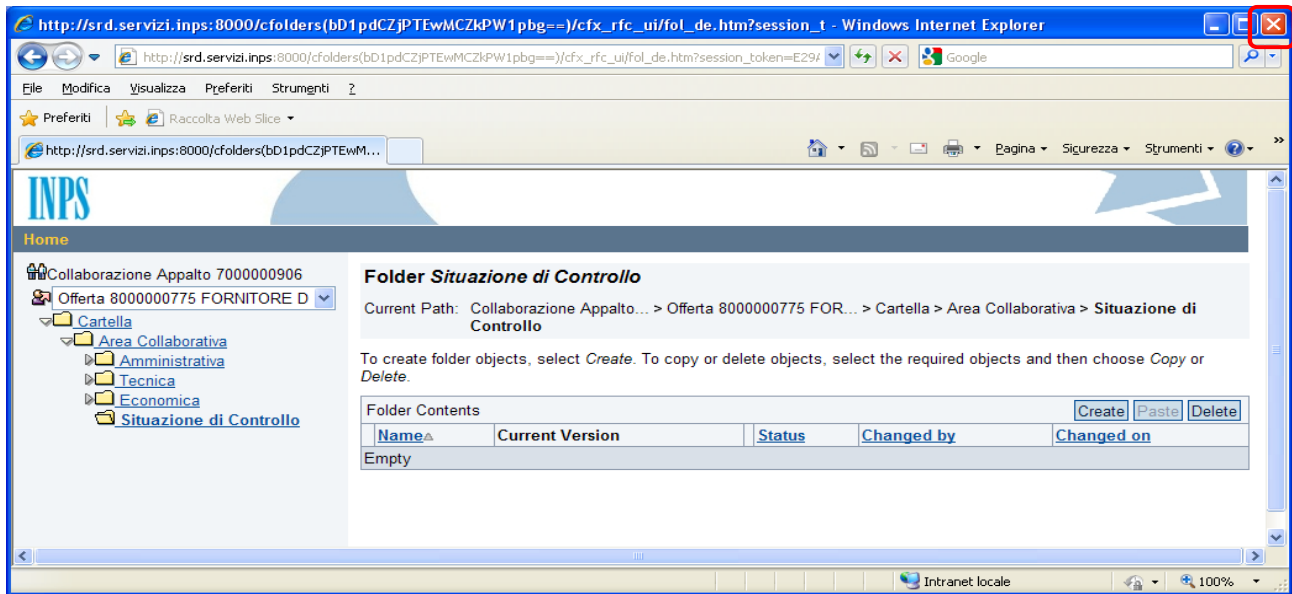 http://srd.servizi.inps:8000/cfolders(bD1pdCZjPTEwMCZkPW1pbg==)/cfx_rfc_ui/fol_de.htm?session_t - Windows Internet Explorer
http://srd.servizi.inps:8000/cfolders(bD1pdCZjPTEwMCZkPW1pbg==)/cfx_rfc_ui/fol_de.htm?session_token=E29/
Google
File Modifica Visualizza Preferiti Strumenti ?
Preferiti Raccolta Web Slice
http://srd.servizi.inps:8000/cfolders(bD1pdCZjPTEwM...
Pagina Sicurezza Strumenti »
INPS
Home
Collaborazione Appalto 7000000906
Offerta 8000000775 FORNITORE D
Cartella
Area Collaborativa
Amministrativa
Tecnica
Economica
Situazione di Controllo
Folder Situazione di Controllo
Current Path: Collaborazione Appalto... > Offerta 8000000775 FOR... > Cartella > Area Collaborativa > Situazione di
Controllo
To create folder objects, select Create. To copy or delete objects, select the required objects and then choose Copy or
Delete.
Folder Contents Create Paste Delete
Name Current Version Status Changed by Changed on
Empty
Intranet locale 100%